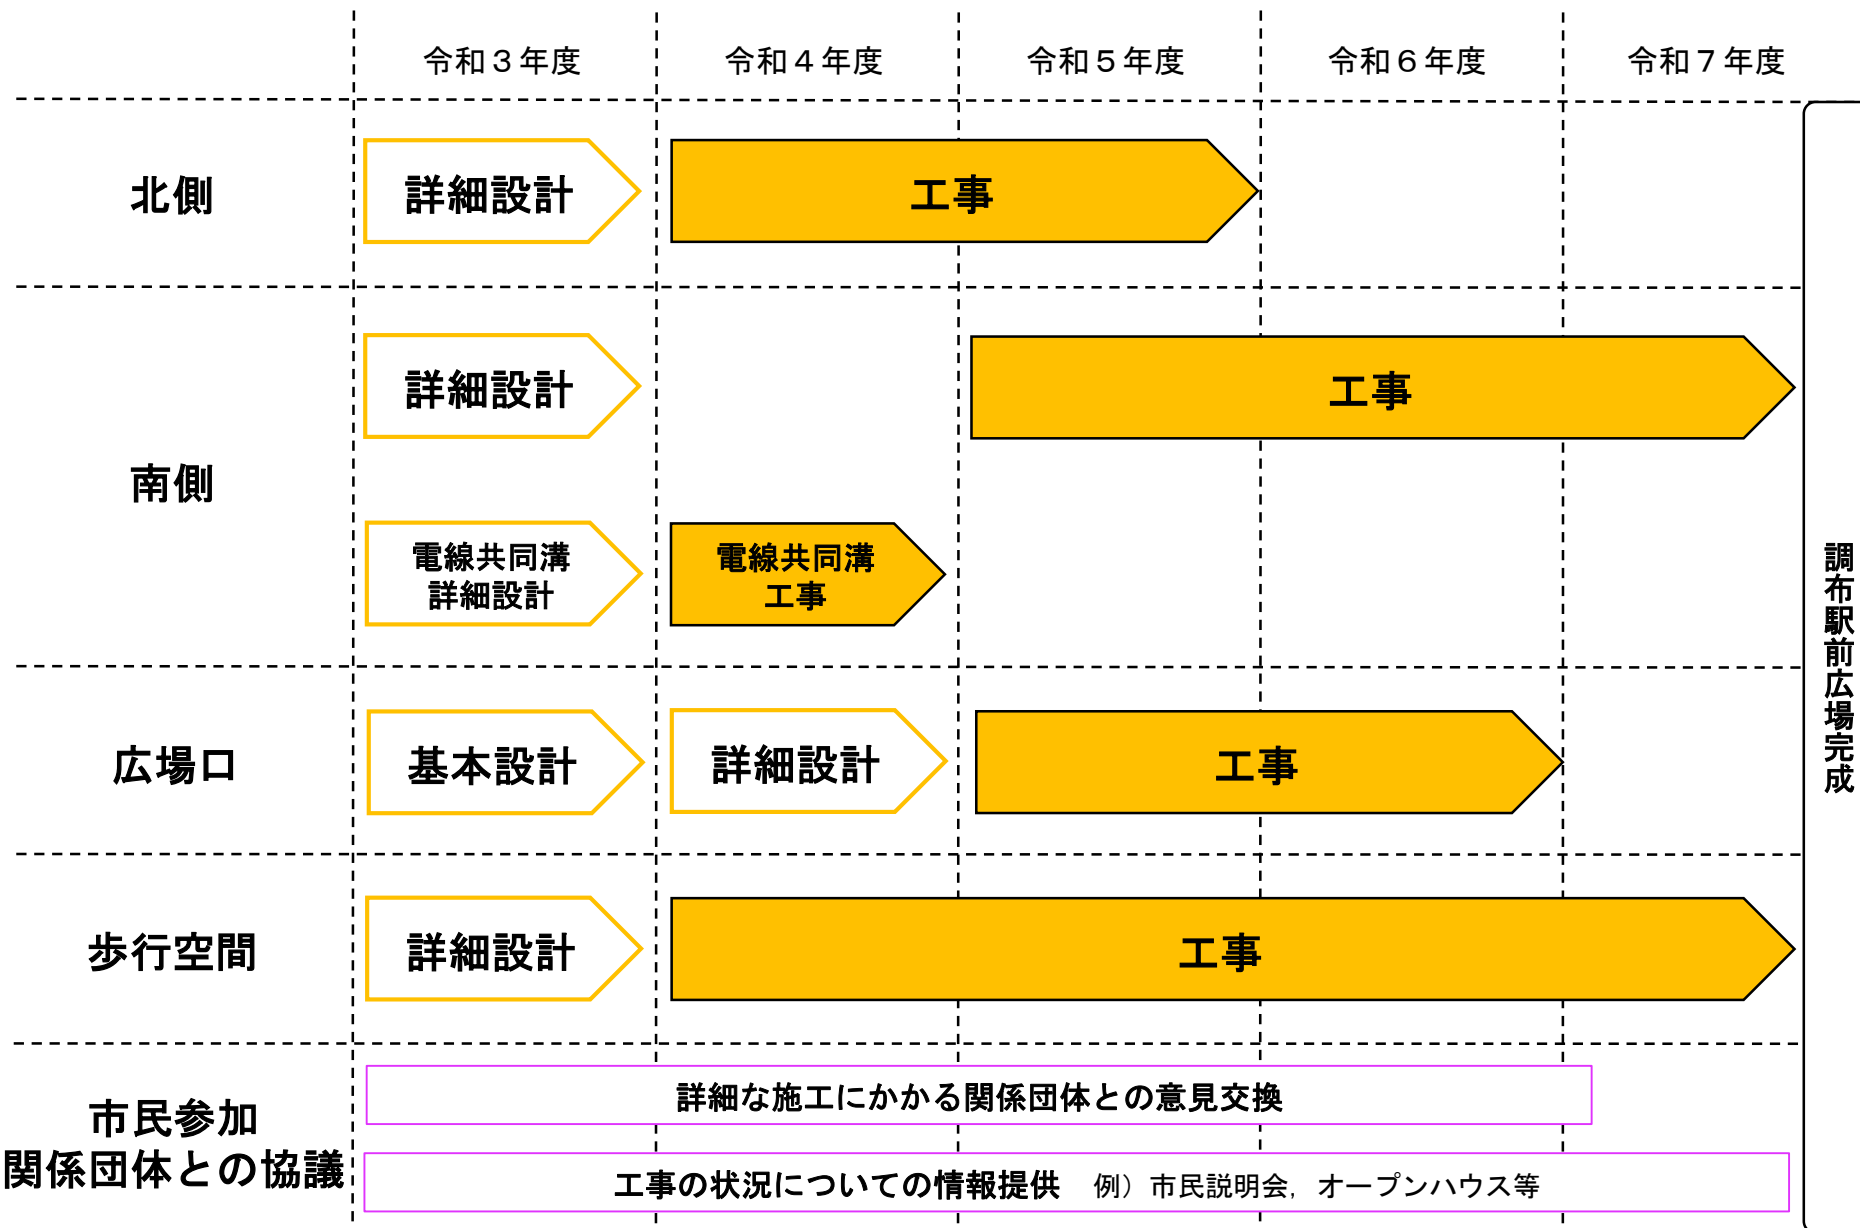 令和３年度
令和４年度
令和５年度
令和６年度
令和７年度
北側
詳細設計
工事
南側
詳細設計
工事
電線共同溝
詳細設計
電線共同溝
工事
広場口
基本設計
詳細設計
工事
歩行空間
詳細設計
工事
市民参加
関係団体との協議
詳細な施工にかかる関係団体との意見交換
工事の状況についての情報提供　例）市民説明会，オープンハウス等
調布駅前広場完成